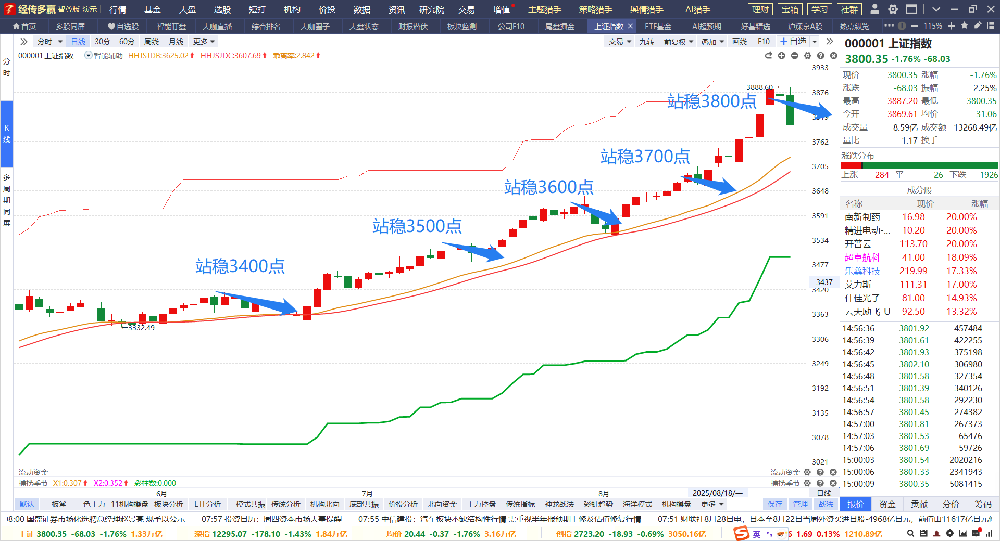 经传多赢 智尊版 演示 行情 基金 大盘 选股 短打 机构 价投 数据 资讯 研究院 交易 增值 主题猎手 策略猎手 舆情猎手 AI猎手 理财 宝箱 学习 社群
首页 多股同屏 自选股 智能盯盘 大咖直播 综合排名 大咖圈子 大盘状态 财报潜伏 板块监测 公司F10 尾盘掘金 上证指数 ETF基金 AI超预期 好基精选 沪深京A股 热点纵览 115%
分时 日线 30分 60分 周线 月线 更多 交易 九转 前复权 叠加 画线 F10 +自选
000001 上证指数 智能辅助 HHJSJDB:3625.02 HHJSJDC:3607.69 乖离率:2.842
分时
K线
多周期同屏
3933
3876
3819
3762
3705
3648
3591
3534
3477
3437
3420
3363
3306
3249
3192
3135
3078
3021
3888.60→
站稳3800点
站稳3700点
站稳3600点
站稳3500点
站稳3400点
←3332.49
流动资金 流动资金
捕捞季节 X1:0.307 X2:0.352 彩柱数:0.000 捕捞季节
6月 7月 8月 2025/08/18/一 日线
默认 三板斧 三色主力 11机构操盘 板块分析 ETF分析 三模式共振 传统分析 机构北向 底部共振 价投分析 北向资金 主力控盘 传统指标 神龙战法 彩虹趋势 海洋模式 机构操盘 更多 保存 管理 战法
000001 上证指数
3800.35 -1.76% -68.03
现价 3800.35 涨幅 -1.76%
涨跌 -68.03 振幅 2.25%
最高 3887.20 最低 3800.35
今开 3869.61 均价 31.06
成交量 8.59亿 成交额 13268.49亿
量比 1.17 换手 -
涨跌分布
上涨 284 平 26 下跌 1926
成分股
名称 现价 涨幅
南新制药 16.98 20.00%
精进电动-... 10.20 20.00%
开普云 113.70 20.00%
超卓航科 41.00 18.09%
乐鑫科技 219.99 17.33%
艾力斯 111.31 17.00%
仕佳光子 81.00 14.93%
云天励飞-U 92.50 13.32%
14:56:36 3801.92 457484
14:56:39 3801.61 422255
14:56:42 3801.93 375198
14:56:45 3802.10 306980
14:56:48 3801.58 327354
14:56:51 3801.39 340126
14:56:54 3801.58 292230
14:56:57 3801.45 274382
14:57:00 3801.81 267373
14:57:03 3801.53 65476
14:57:06 3801.69 59726
15:00:03 3801.54 2020216
15:00:06 3801.33 2341943
15:00:09 3800.35 5081415
报价 资金 贡献 分价 筹码
08:00 国盛证券市场化选聘总经理赵景亮 现予以公示 07:57 投资日历：周四资本市场大事提醒 07:55 中信建投：汽车板块不缺结构性行情 需重视半年报预期上修及估值修复行情 07:51 财联社8月28日电，日本至8月22日当周外资买进日股-4968亿日元，前值由11617亿日元
上证 3800.35 -68.03 -1.76% 1.33万亿 深指 12295.07 -178.10 -1.43% 1.84万亿 均价 20.44 -0.37 -1.76% 3.16万亿 创指 2723.20 -18.93 -0.69% 3050.16亿 英 6 1.69 0.13% 1210.89亿